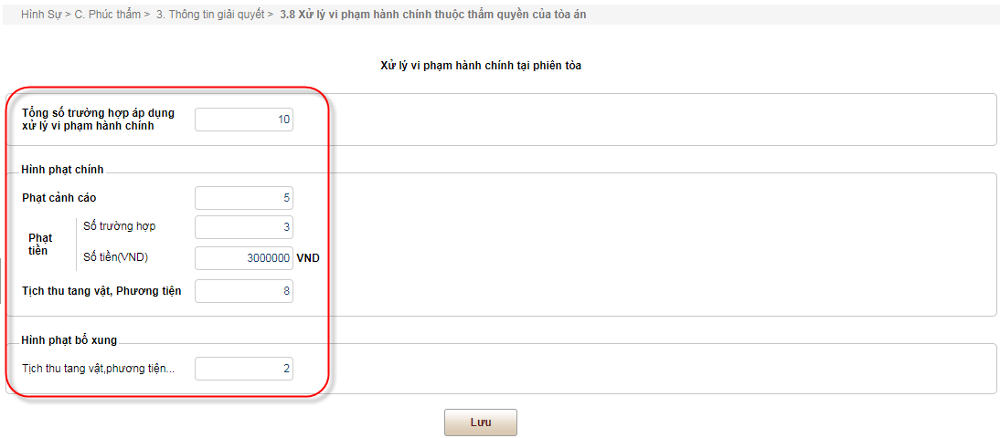 Hình Sự > C. Phúc thẩm > 3. Thông tin giải quyết > 3.8 Xử lý vi phạm hành chính thuộc thẩm quyền của tòa án
Xử lý vi phạm hành chính tại phiên tòa
Tổng số trường hợp áp dụng
xử lý vi phạm hành chính
10
Hình phạt chính
Phạt cảnh cáo 5
Phạt
tiền
Số trường hợp 3
Số tiền(VND) 3000000 VND
Tịch thu tang vật, Phương tiện 8
Hình phạt bổ xung
Tịch thu tang vật,phương tiện... 2
Lưu